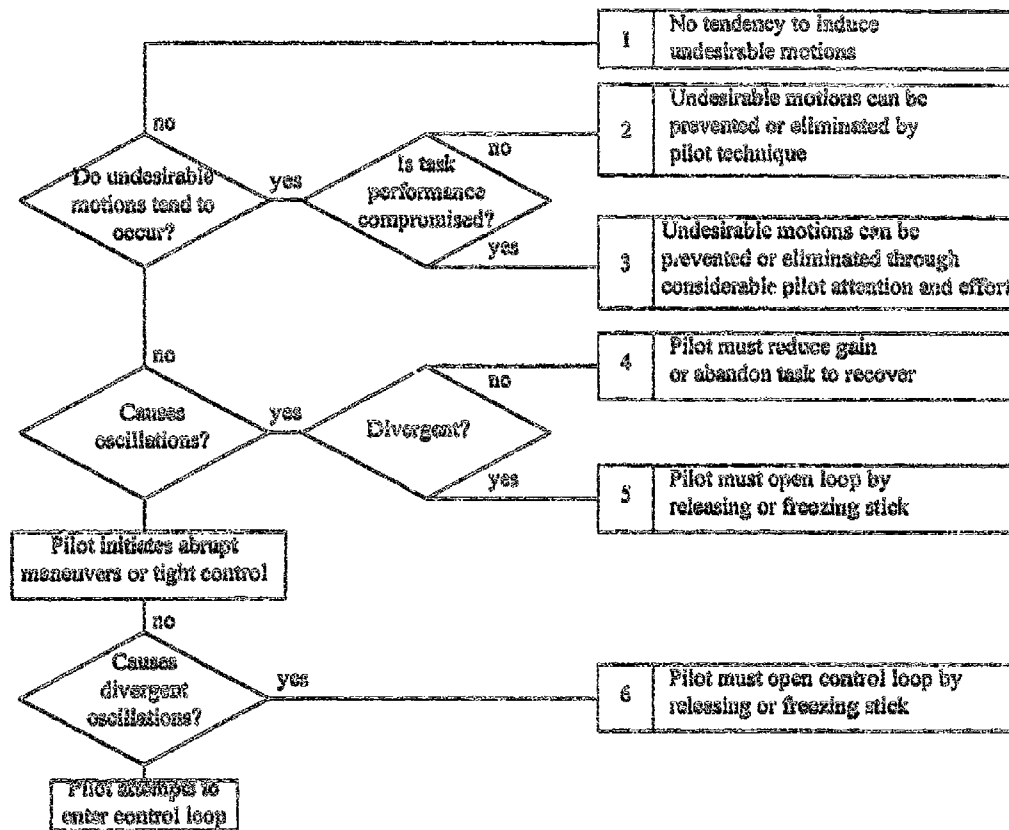 1
No tendency to induce
undesirable motions
no
2
Undesirable motions can be
prevented or eliminated by
pilot technique
no
Do undesirable
motions tend to
occur?
yes
Is task
performance
compromised?
yes
3
Undesirable motions can be
prevented or eliminated through
considerable pilot attention and effort
no
4
Pilot must reduce gain
or abandon task to recover
no
Causes
oscillations?
yes
Divergent?
yes
5
Pilot must open loop by
releasing or freezing stick
Pilot initiates abrupt
maneuvers or tight control
no
Causes
divergent
oscillations?
yes
6
Pilot must open control loop by
releasing or freezing stick
Pilot attempts to
enter control loop